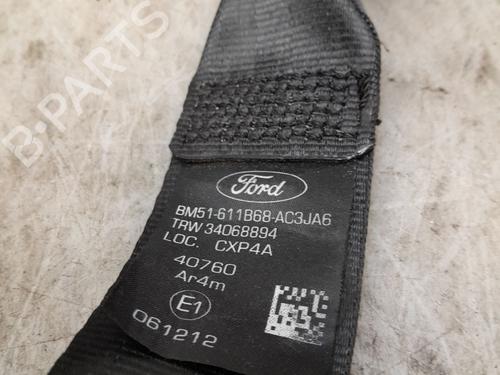 B-PARTS
Ford
BM51-611B68-AC3JA6
TRW 34068894
LOC. CXP4A
40760
Ar4m
E1
061212